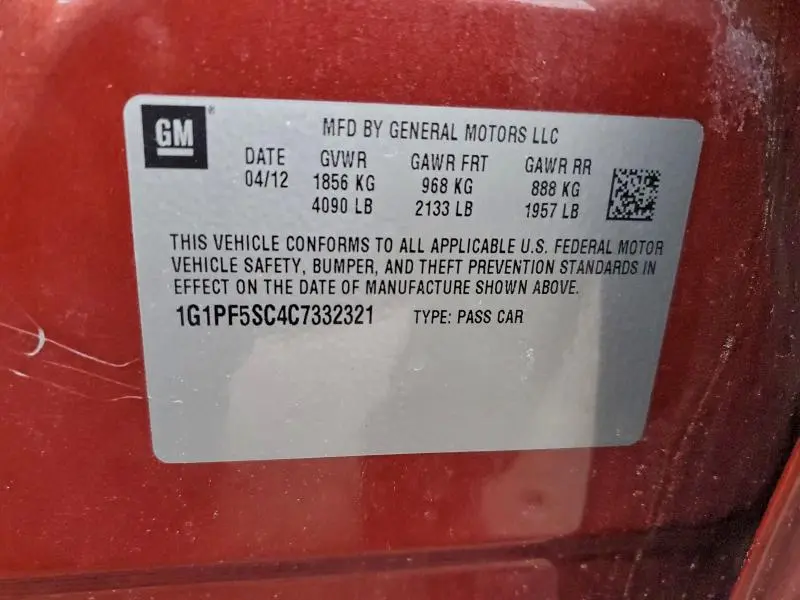 GM®
MFD BY GENERAL MOTORS LLC
DATE GVWR GAWR FRT GAWR RR
04/12 1856 KG 968 KG 888 KG
4090 LB 2133 LB 1957 LB
THIS VEHICLE CONFORMS TO ALL APPLICABLE U.S. FEDERAL MOTOR
VEHICLE SAFETY, BUMPER, AND THEFT PREVENTION STANDARDS IN
EFFECT ON THE DATE OF MANUFACTURE SHOWN ABOVE.
1G1PF5SC4C7332321 TYPE: PASS CAR